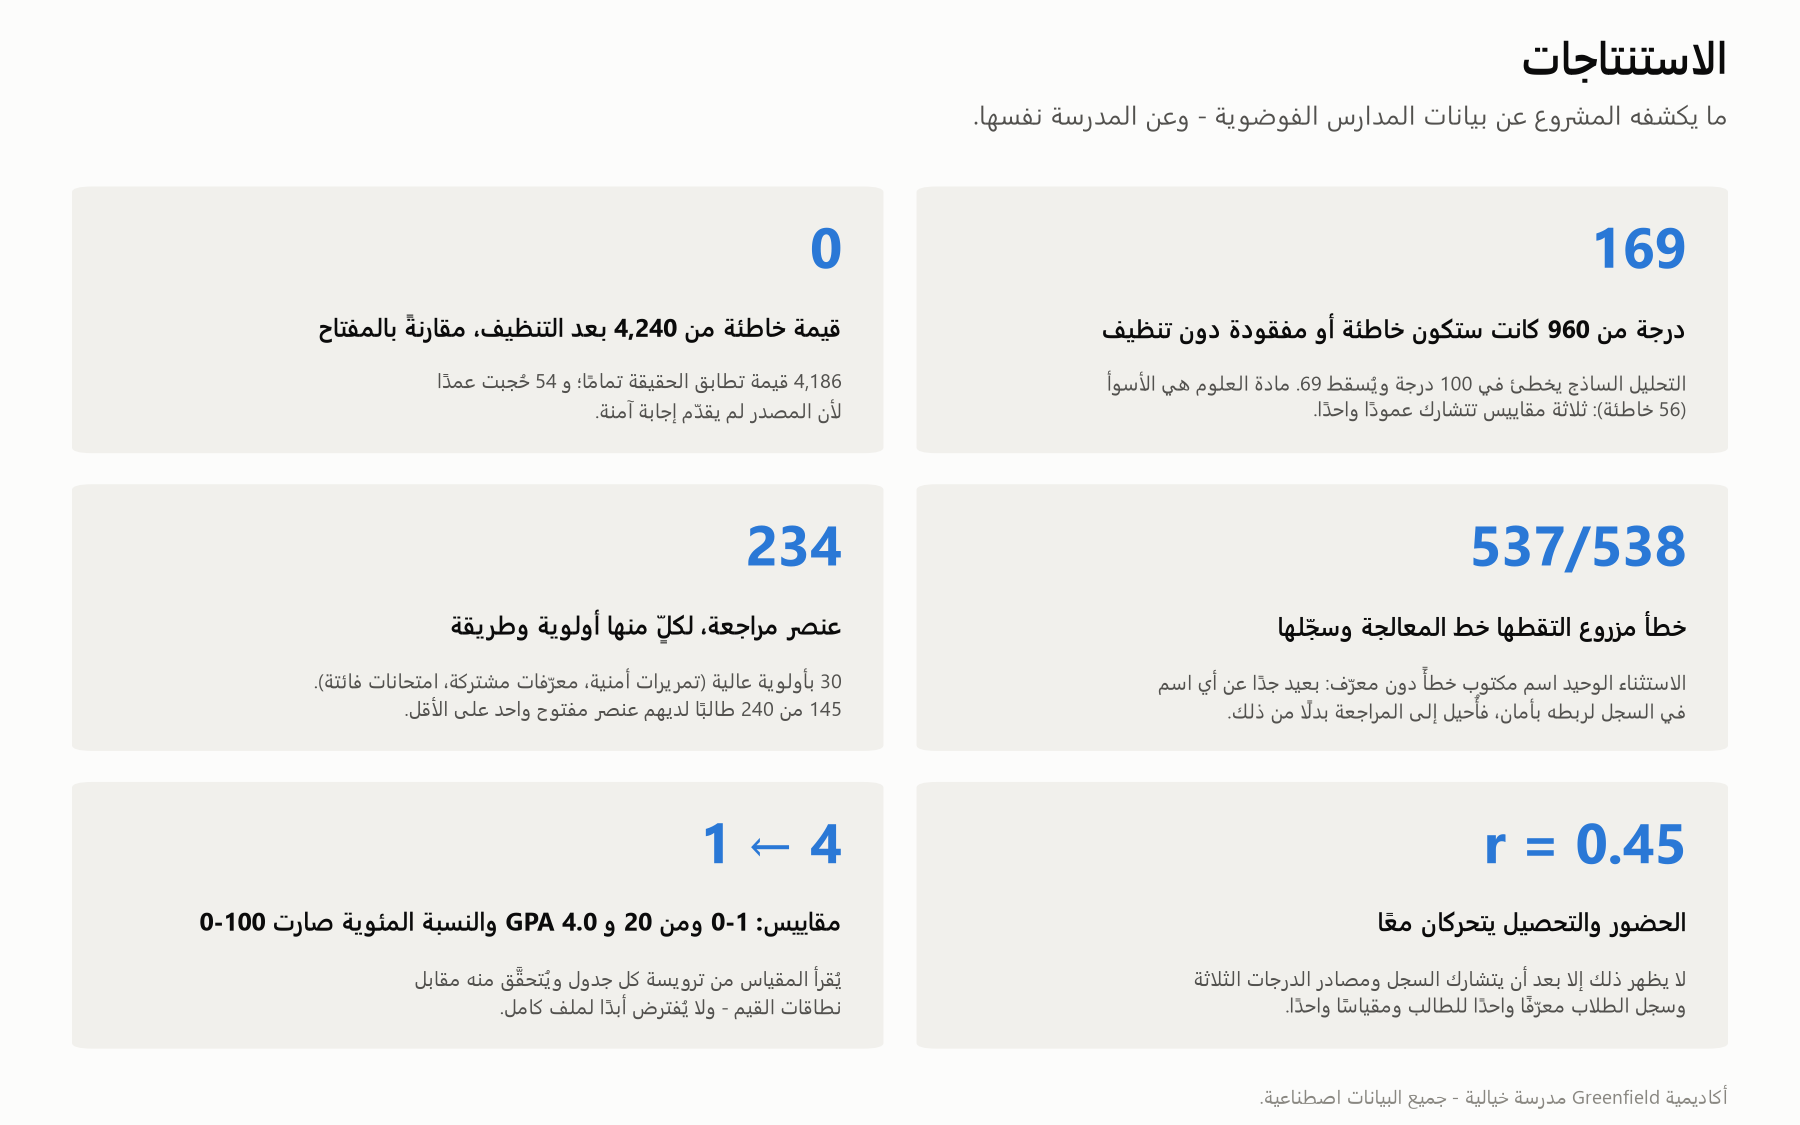 الاستنتاجات
ما يكشفه المشروع عن بيانات المدارس الفوضوية - وعن المدرسة نفسها.
169
درجة من 960 كانت ستكون خاطئة أو مفقودة دون تنظيف
التحليل الساذج يخطئ في 100 درجة ويُسقط 69. مادة العلوم هي الأسوأ
(56 خاطئة): ثلاثة مقاييس تتشارك عمودًا واحدًا.
0
قيمة خاطئة من 4,240 بعد التنظيف، مقارنةً بالمفتاح
4,186 قيمة تطابق الحقيقة تمامًا؛ و 54 حُجبت عمدًا
لأن المصدر لم يقدّم إجابة آمنة.
537/538
خطأ مزروع التقطها خط المعالجة وسجّلها
الاستثناء الوحيد اسم مكتوب خطأً دون معرّف: بعيد جدًا عن أي اسم
في السجل لربطه بأمان، فأُحيل إلى المراجعة بدلًا من ذلك.
234
عنصر مراجعة، لكلٍّ منها أولوية وطريقة
30 بأولوية عالية (تمريرات أمنية، معرّفات مشتركة، امتحانات فائتة).
145 من 240 طالبًا لديهم عنصر مفتوح واحد على الأقل.
r = 0.45
الحضور والتحصيل يتحركان معًا
لا يظهر ذلك إلا بعد أن يتشارك السجل ومصادر الدرجات الثلاثة
وسجل الطلاب معرّفًا واحدًا للطالب ومقياسًا واحدًا.
4 ← 1
مقاييس: 1-0 ومن 20 و GPA 4.0 والنسبة المئوية صارت 100-0
يُقرأ المقياس من ترويسة كل جدول ويُتحقَّق منه مقابل
نطاقات القيم - ولا يُفترض أبدًا لملف كامل.
أكاديمية Greenfield مدرسة خيالية - جميع البيانات اصطناعية.